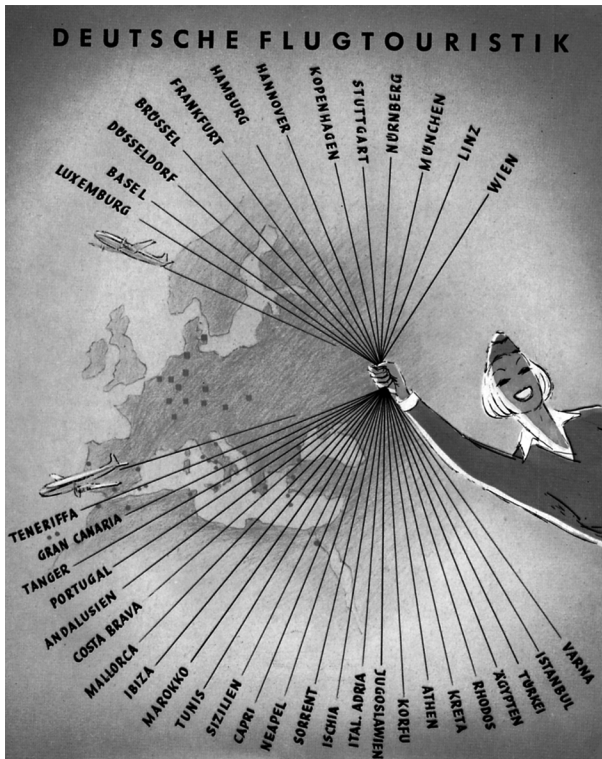 DEUTSCHE FLUGTOURISTIK
LUXEMBURG
BASEL
DÜSSELDORF
BRÜSSEL
FRANKFURT
HAMBURG
HANNOVER
KOPENHAGEN
STUTTGART
NÜRNBERG
MÜNCHEN
LINZ
WIEN
TENERIFFA
GRAN CANARIA
TANGER
PORTUGAL
ANDALUSIEN
COSTA BRAVA
MALLORCA
IBIZA
MAROKKO
TUNIS
SIZILIEN
CAPRI
NEAPEL
SORRENT
ISCHIA
ITAL. ADRIA
JUGOSLAWIEN
KORFU
ATHEN
KRETA
RHODOS
ÄGYPTEN
TÜRKEI
ISTANBUL
VARNA